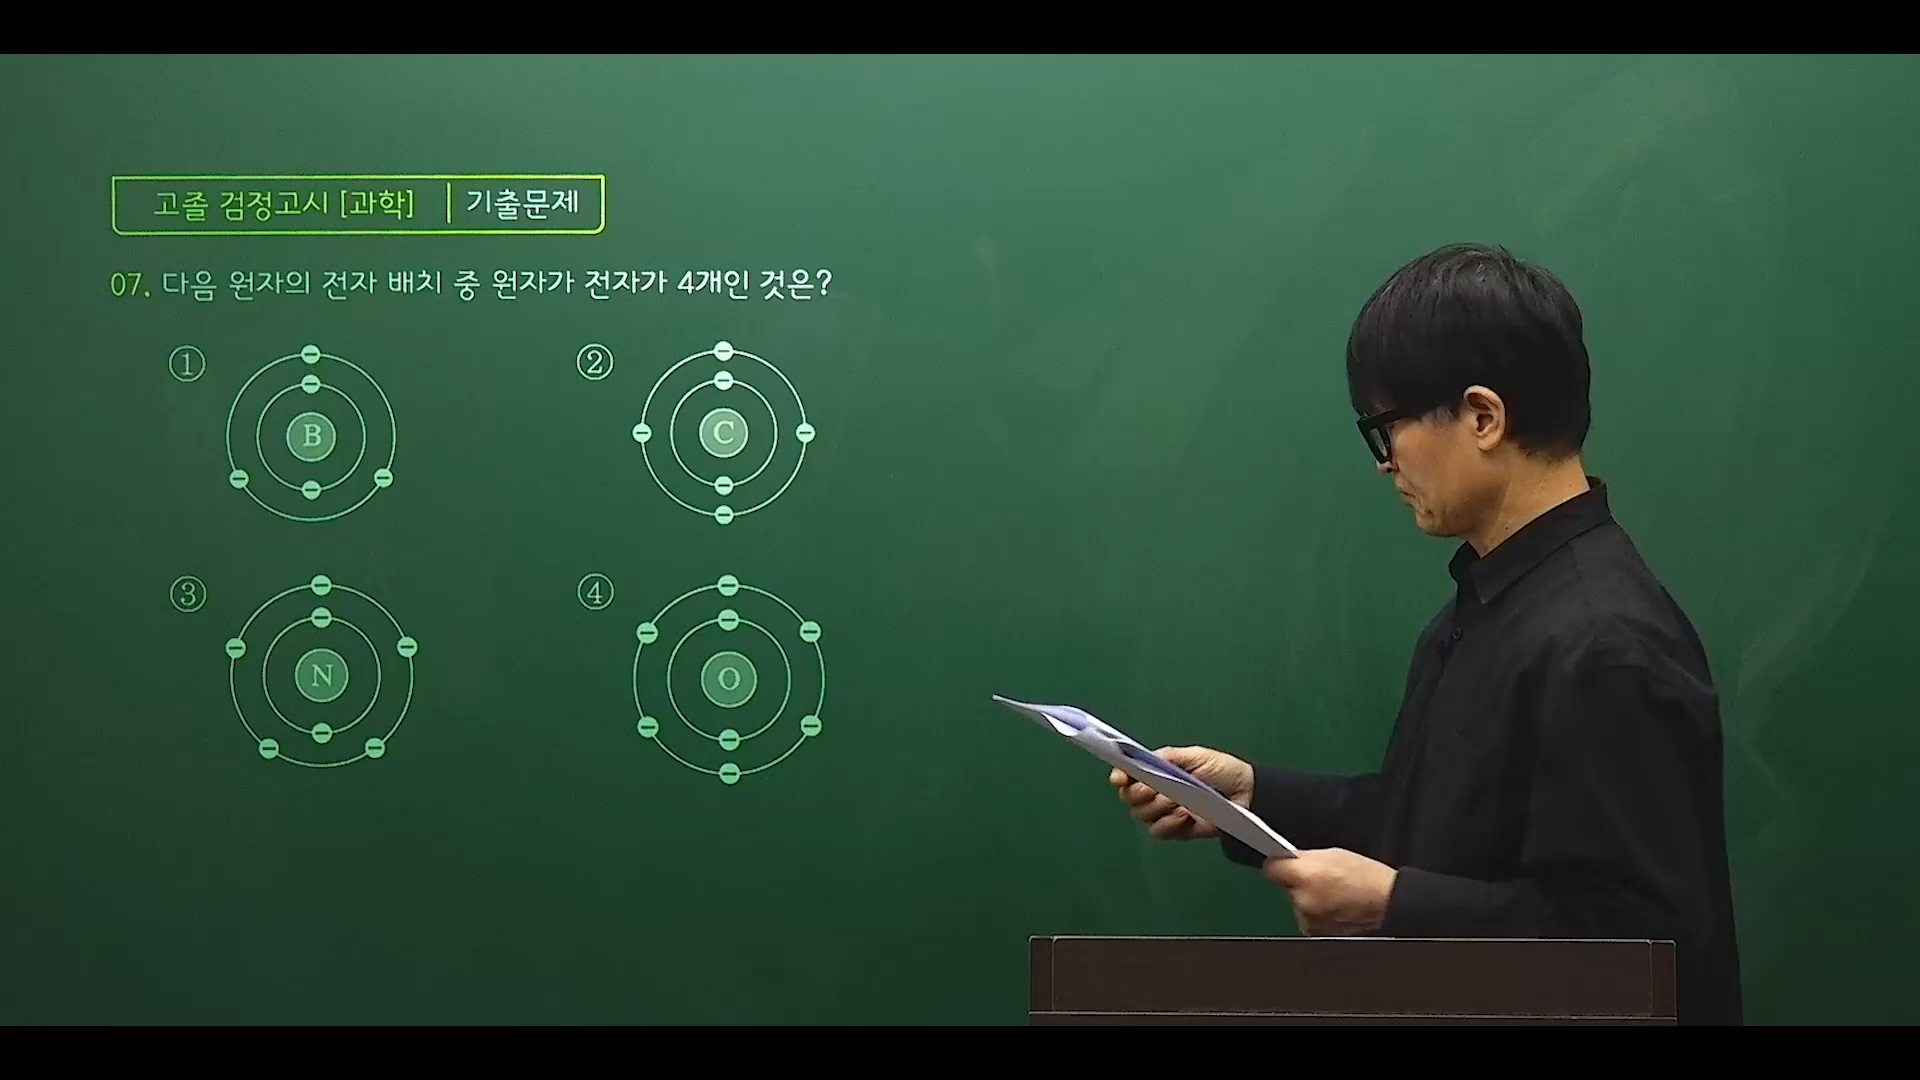 고졸 검정고시 [과학] 기출문제
07. 다음 원자의 전자 배치 중 원자가 전자가 4개인 것은?
① B
② C
③ N
④ O